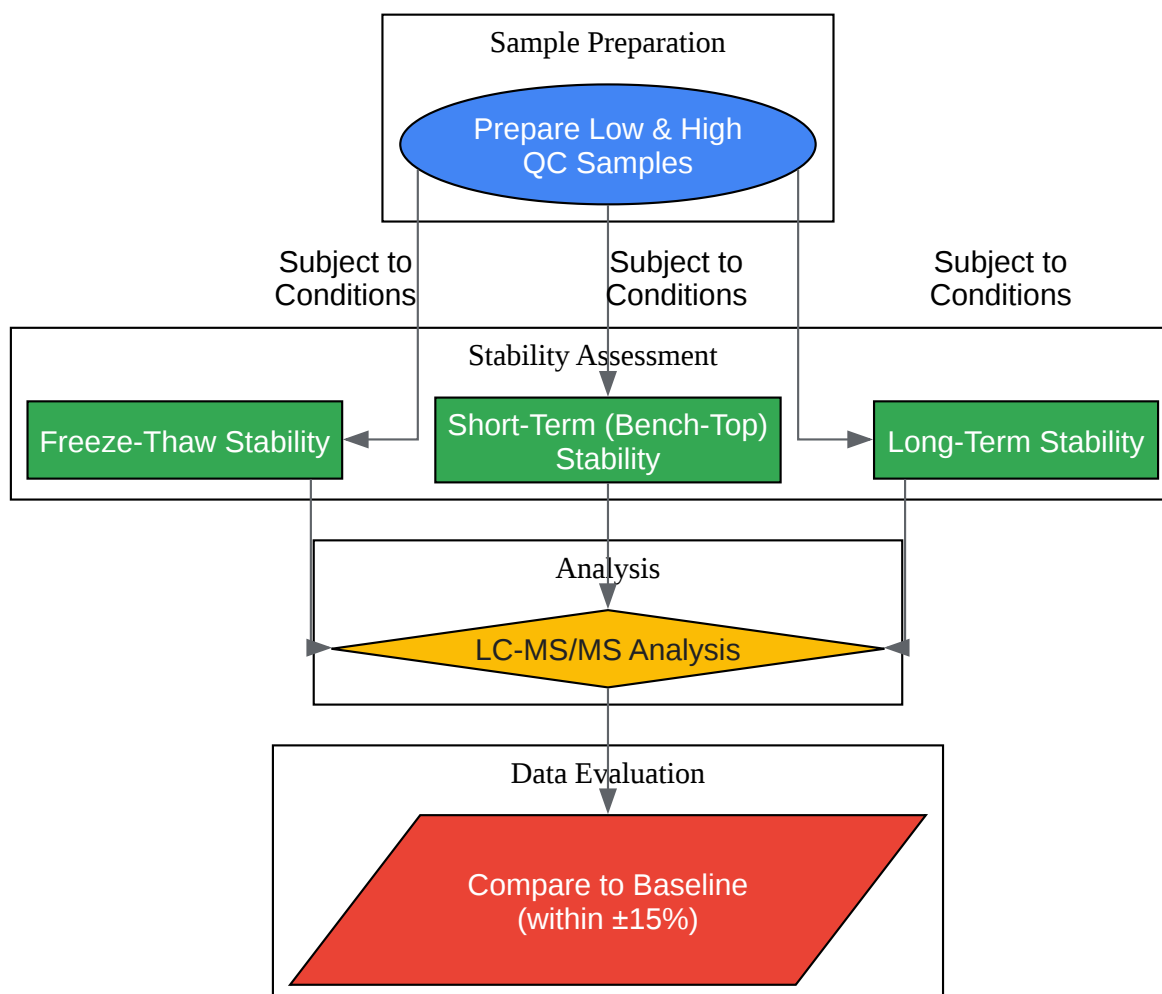 Sample Preparation
Prepare Low & High
QC Samples
Subject to
Conditions
Subject to
Conditions
Subject to
Conditions
Stability Assessment
Freeze-Thaw Stability
Short-Term (Bench-Top)
Stability
Long-Term Stability
Analysis
LC-MS/MS Analysis
Data Evaluation
Compare to Baseline
(within ±15%)